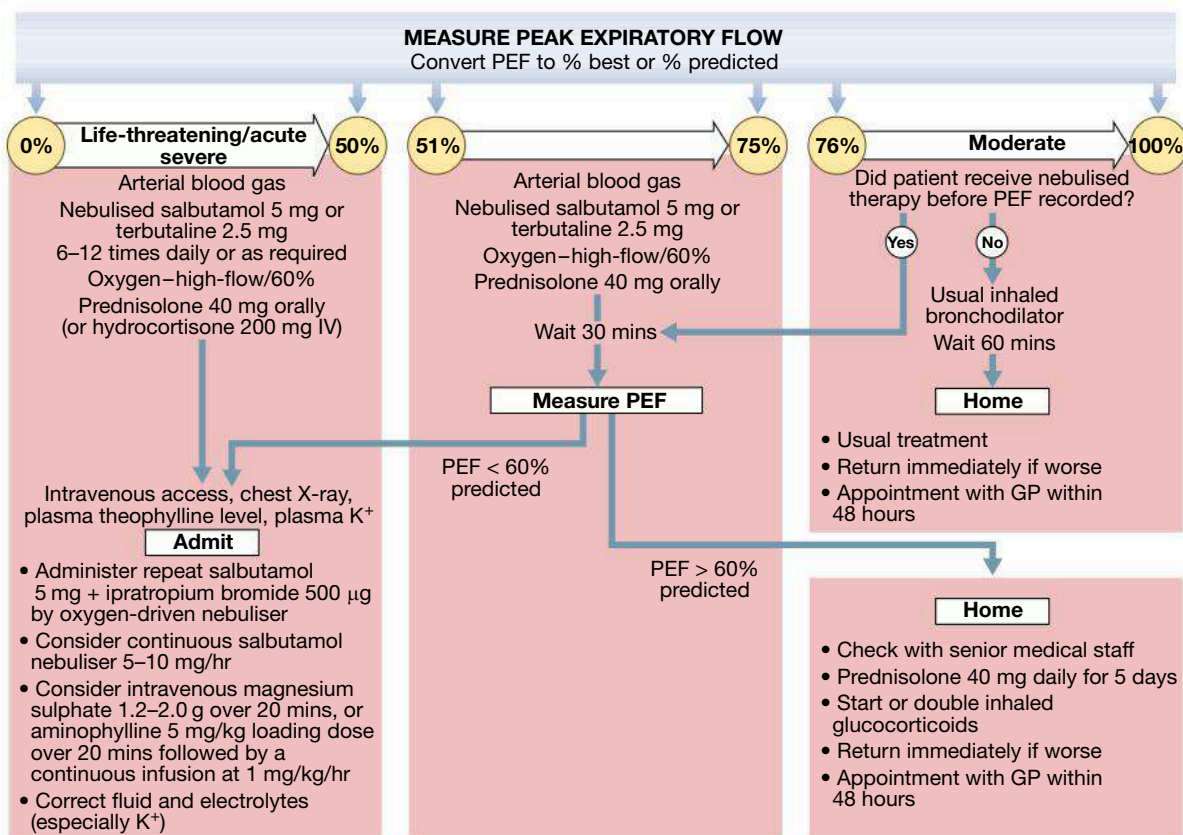 MEASURE PEAK EXPIRATORY FLOW
Convert PEF to % best or % predicted
0%
Life-threatening/acute
severe
50%
Arterial blood gas
Nebulised salbutamol 5 mg or
terbutaline 2.5 mg
6–12 times daily or as required
Oxygen–high-flow/60%
Prednisolone 40 mg orally
(or hydrocortisone 200 mg IV)
51%
75%
Arterial blood gas
Nebulised salbutamol 5 mg or
terbutaline 2.5 mg
Oxygen–high-flow/60%
Prednisolone 40 mg orally
Wait 30 mins
Measure PEF
PEF < 60%
predicted
PEF > 60%
predicted
76%
Moderate
100%
Did patient receive nebulised
therapy before PEF recorded?
Yes
No
Usual inhaled
bronchodilator
Wait 60 mins
Home
• Usual treatment
• Return immediately if worse
• Appointment with GP within
48 hours
Intravenous access, chest X-ray,
plasma theophylline level, plasma K⁺
Admit
• Administer repeat salbutamol
5 mg + ipratropium bromide 500 μg
by oxygen-driven nebuliser
• Consider continuous salbutamol
nebuliser 5–10 mg/hr
• Consider intravenous magnesium
sulphate 1.2–2.0 g over 20 mins, or
aminophylline 5 mg/kg loading dose
over 20 mins followed by a
continuous infusion at 1 mg/kg/hr
• Correct fluid and electrolytes
(especially K⁺)
Home
• Check with senior medical staff
• Prednisolone 40 mg daily for 5 days
• Start or double inhaled
glucocorticoids
• Return immediately if worse
• Appointment with GP within
48 hours